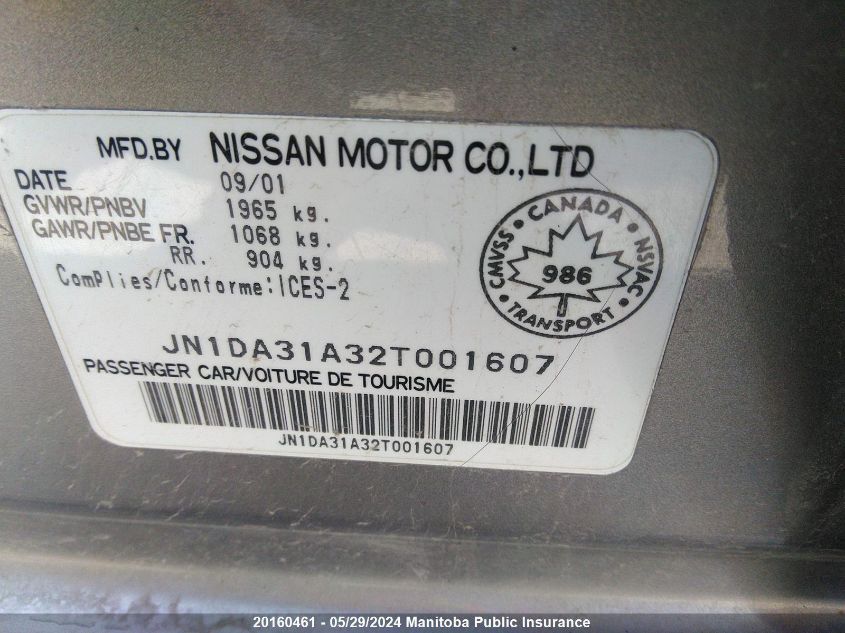 MFD.BY NISSAN MOTOR CO.,LTD
DATE 09/01
GVWR/PNBV 1965 kg.
GAWR/PNBE FR. 1068 kg.
RR. 904 kg.
ComPlies/Conforme:ICES-2
CANADA
CMVSS 986 NSVAC
TRANSPORT
JN1DA31A32T001607
PASSENGER CAR/VOITURE DE TOURISME
JN1DA31A32T001607
20160461 - 05/29/2024 Manitoba Public Insurance